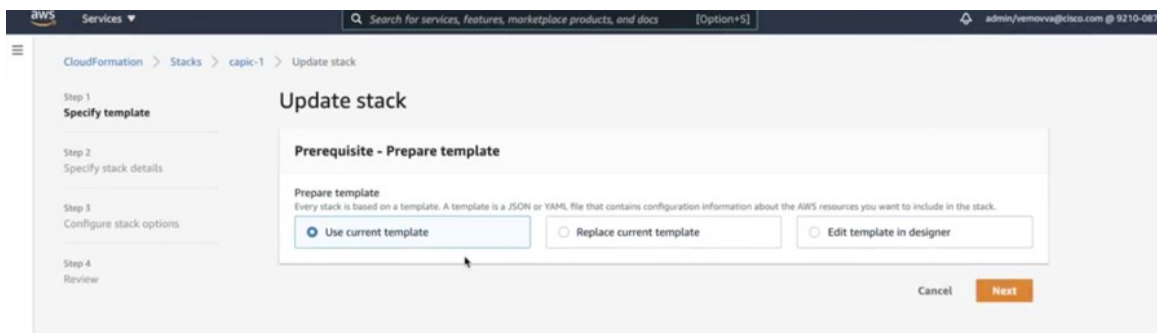 aws Services ▼ Search for services, features, marketplace products, and docs [Option+S] admin/vemovva@cisco.com @ 9210-087
CloudFormation > Stacks > capic-1 > Update stack
Step 1
Specify template
Step 2
Specify stack details
Step 3
Configure stack options
Step 4
Review
Update stack
Prerequisite - Prepare template
Prepare template
Every stack is based on a template. A template is a JSON or YAML file that contains configuration information about the AWS resources you want to include in the stack.
Use current template Replace current template Edit template in designer
Cancel Next